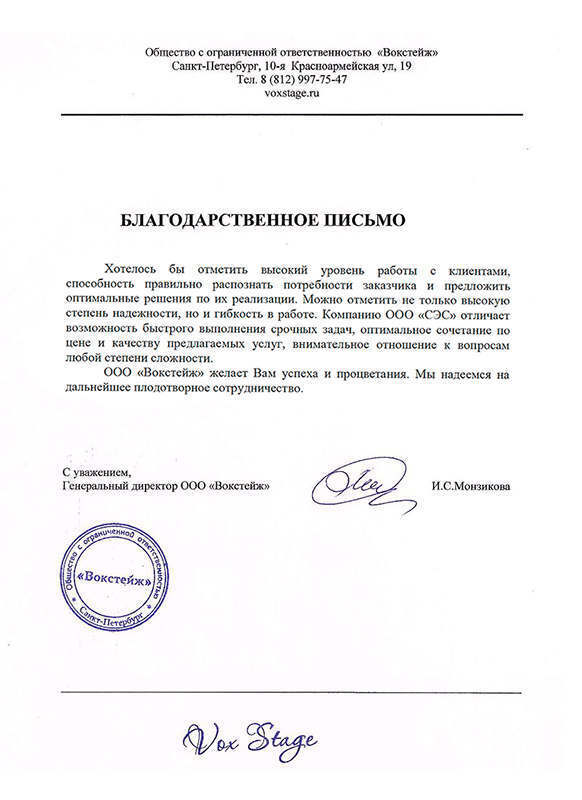 Общество с ограниченной ответственностью «Вокстейж»
Санкт-Петербург, 10-я Красноармейская ул, 19
Тел. 8 (812) 997-75-47
voxstage.ru
БЛАГОДАРСТВЕННОЕ ПИСЬМО
Хотелось бы отметить высокий уровень работы с клиентами,
способность правильно распознать потребности заказчика и предложить
оптимальные решения по их реализации. Можно отметить не только высокую
степень надежности, но и гибкость в работе. Компанию ООО «СЭС» отличает
возможность быстрого выполнения срочных задач, оптимальное сочетание по
цене и качеству предлагаемых услуг, внимательное отношение к вопросам
любой степени сложности.
ООО «Вокстейж» желает Вам успеха и процветания. Мы надеемся на
дальнейшее плодотворное сотрудничество.
С уважением,
Генеральный директор ООО «Вокстейж»
И.С.Монзикова
Общество с ограниченной ответственностью
«Вокстейж»
* Санкт-Петербург *
Vox Stage